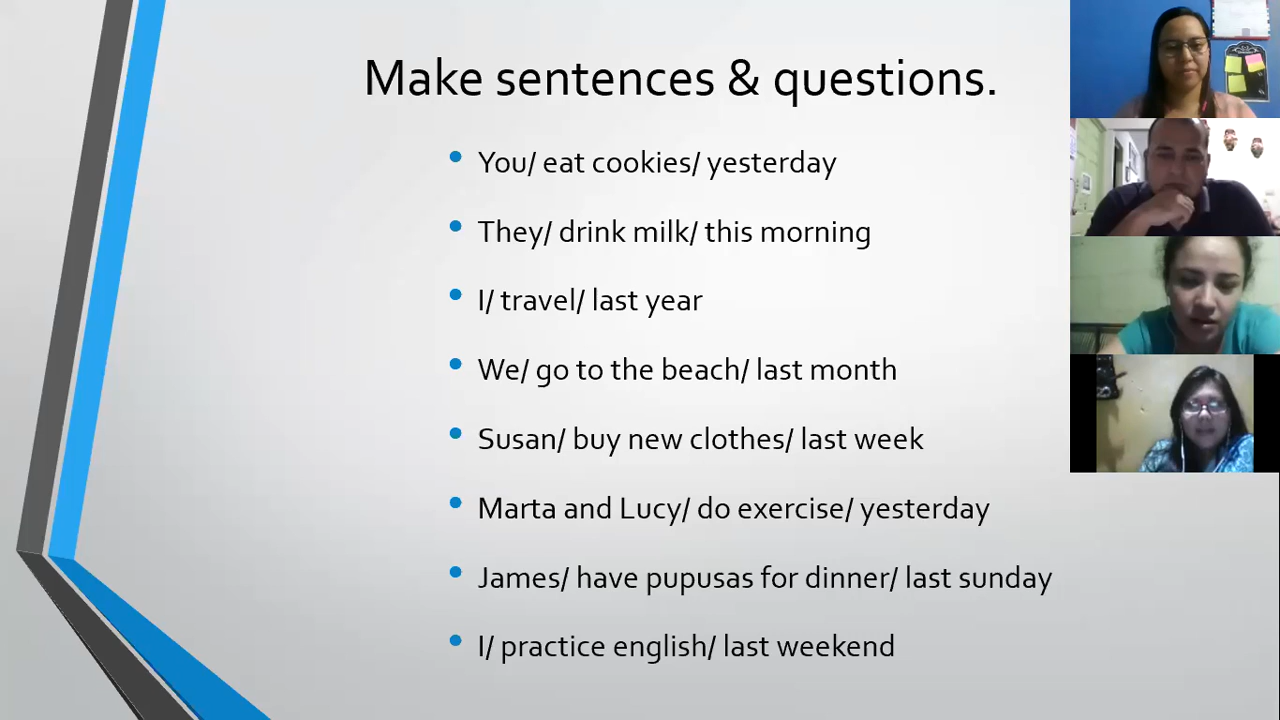 Make sentences & questions.
You/ eat cookies/ yesterday
They/ drink milk/ this morning
I/ travel/ last year
We/ go to the beach/ last month
Susan/ buy new clothes/ last week
Marta and Lucy/ do exercise/ yesterday
James/ have pupusas for dinner/ last sunday
I/ practice english/ last weekend